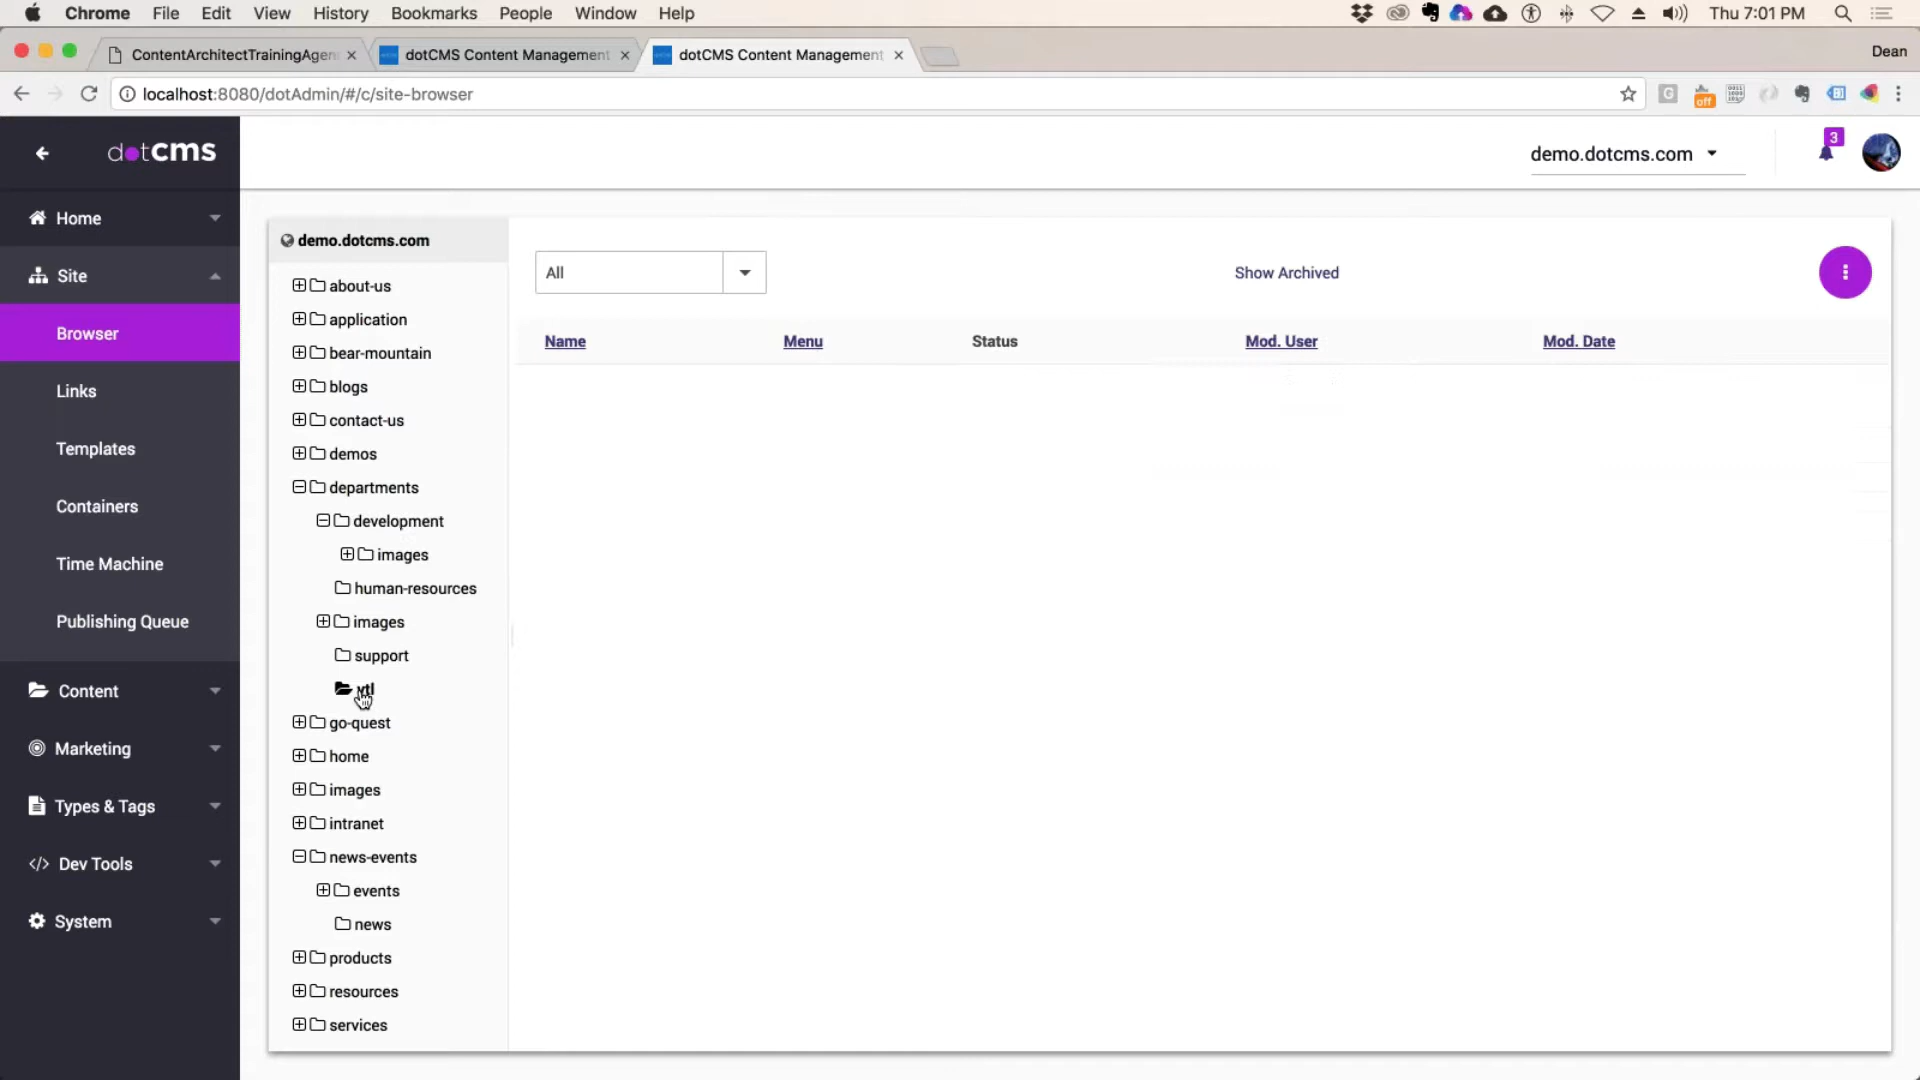 Chrome File Edit View History Bookmarks People Window Help Thu 7:01 PM
ContentArchitectTrainingAgen dotCMS Content Management dotCMS Content Management Dean
localhost:8080/dotAdmin/#/c/site-browser
off
dotCMS
demo.dotcms.com
3
Home
Site
Browser
Links
Templates
Containers
Time Machine
Publishing Queue
Content
Marketing
Types & Tags
Dev Tools
System
demo.dotcms.com
about-us
application
bear-mountain
blogs
contact-us
demos
departments
development
images
human-resources
images
support
vtl
go-quest
home
images
intranet
news-events
events
news
products
resources
services
All
Show Archived
Name Menu Status Mod. User Mod. Date